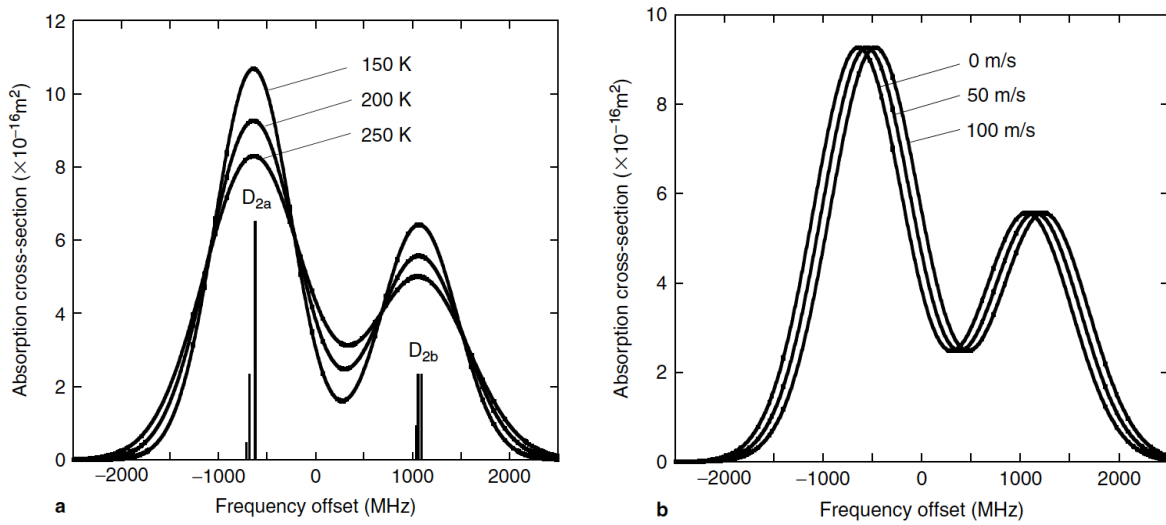 12
10
8
6
4
2
0
Absorption cross-section (×10−16m2)
150 K
200 K
250 K
D2a
D2b
−2000
−1000
0
1000
2000
Frequency offset (MHz)
a
10
8
6
4
2
0
Absorption cross-section (×10−16m2)
0 m/s
50 m/s
100 m/s
−2000
−1000
0
1000
2000
Frequency offset (MHz)
b